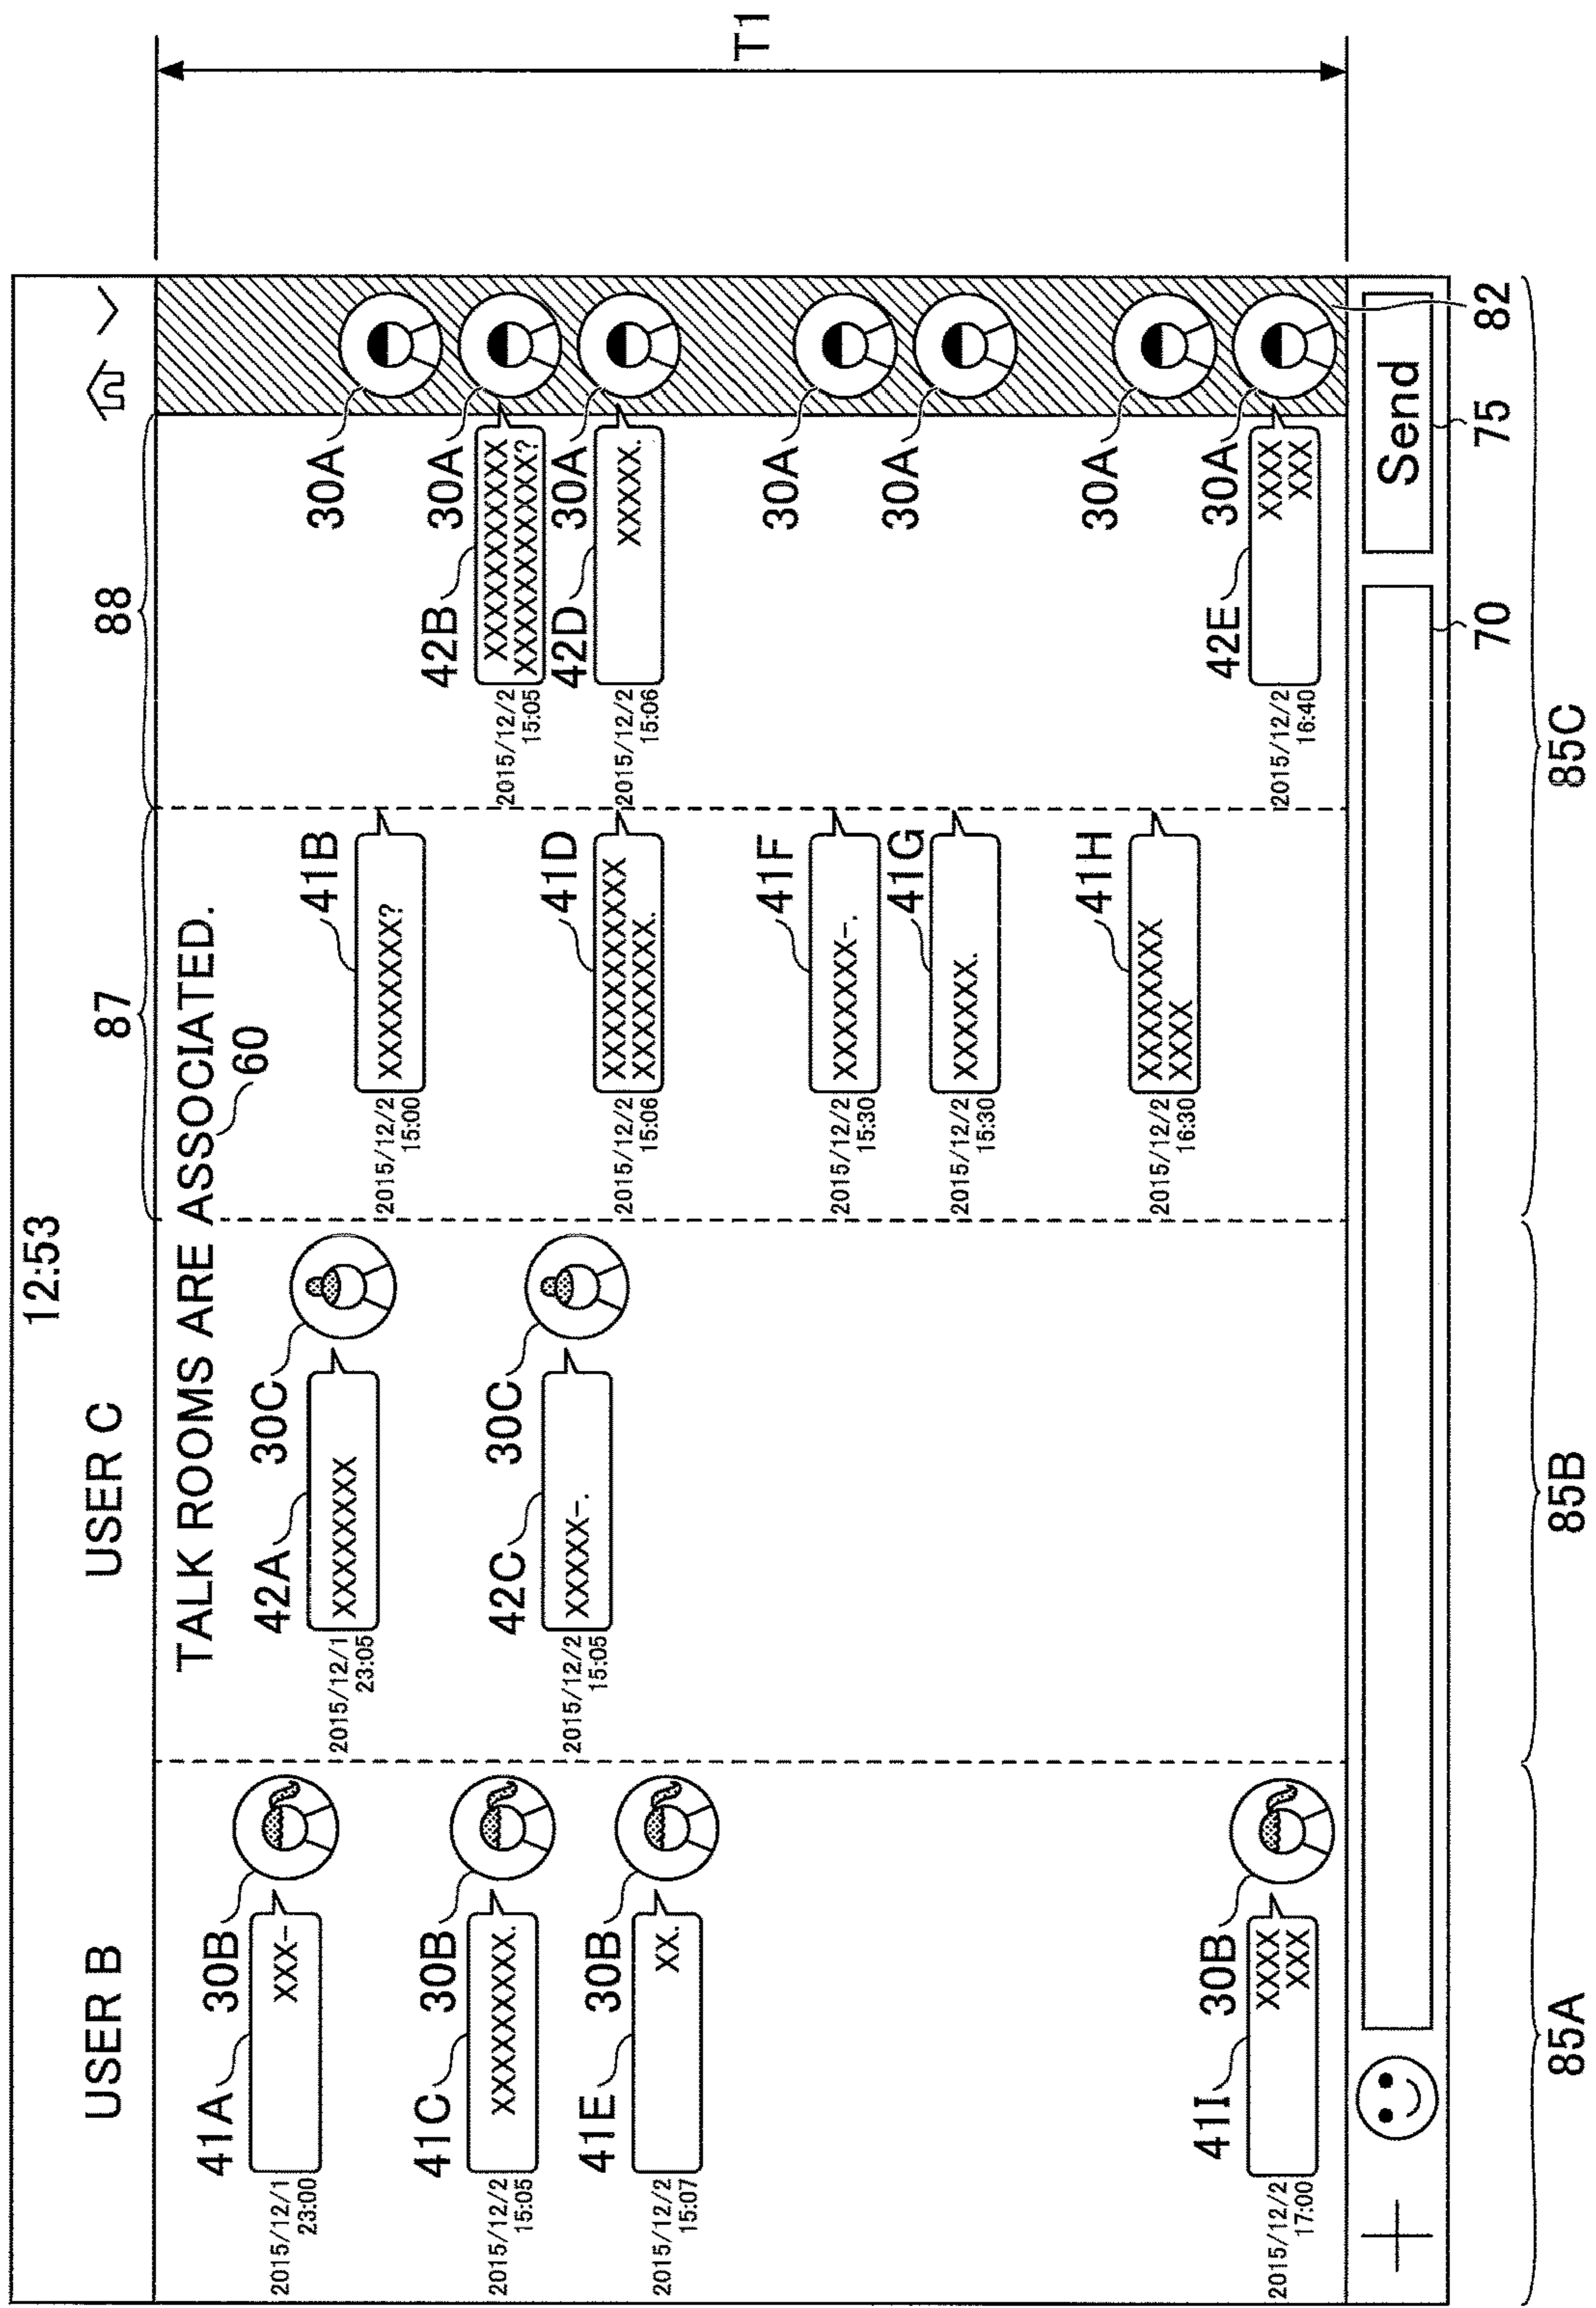 12:53
USER B
USER C
87
88
T1
TALK ROOMS ARE ASSOCIATED.
60
41A
30B
XXX-
2015/12/1
23:00
42A
30C
XXXXXXXX
2015/12/1
23:05
41B
XXXXXXXXX?
2015/12/2
15:00
30A
41C
30B
XXXXXXXXXX.
2015/12/2
15:05
42B
30A
XXXXXXXXXXXX
XXXXXXXXXXXX?
2015/12/2
15:05
42C
30C
XXXXX-.
2015/12/2
15:05
41D
XXXXXXXXXXXX
XXXXXXXXX.
2015/12/2
15:06
42D
30A
XXXXX.
2015/12/2
15:06
41E
30B
XX.
2015/12/2
15:07
41F
XXXXXXX-.
2015/12/2
15:30
30A
41G
XXXXXX.
2015/12/2
15:30
30A
41H
XXXXXXXX
XXXX
2015/12/2
16:30
30A
41I
30B
XXXX
XXX
2015/12/2
17:00
42E
30A
XXXX
XXX
2015/12/2
16:40
Send
70
75
82
85A
85B
85C